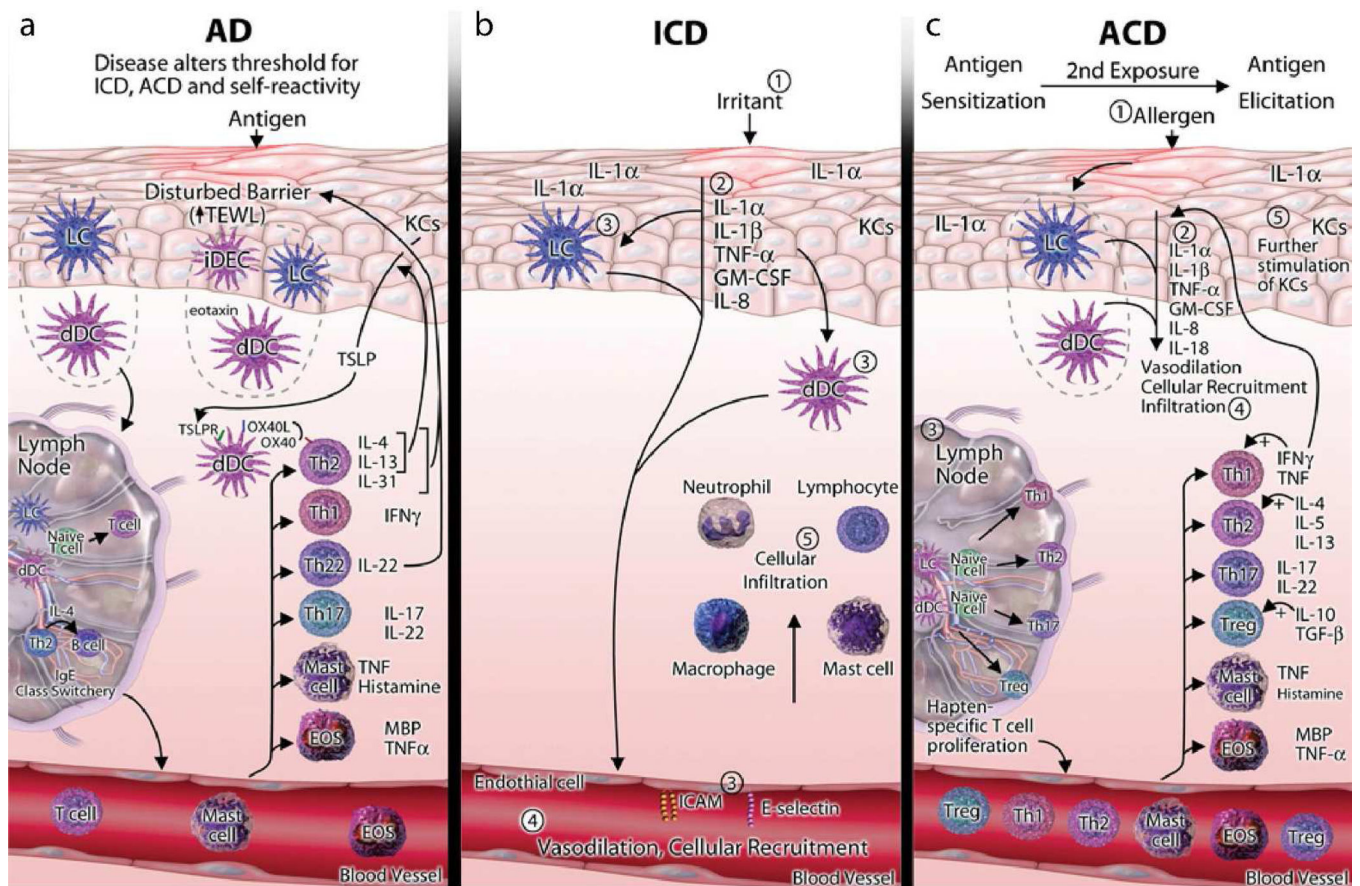 a
AD
Disease alters threshold for
ICD, ACD and self-reactivity
Antigen
Disturbed Barrier
(↑TEWL)
KCs
LC
iDEC
LC
dDC
eotaxin
dDC
TSLP
TSLPR
OX40L
OX40
dDC
Lymph
Node
LC
Naive
T cell
T cell
dDC
IL-4
Th2
B cell
IgE
Class Switchery
Th2
IL-4
IL-13
IL-31
Th1
IFNγ
Th22
IL-22
Th17
IL-17
IL-22
Mast
cell
TNF
Histamine
EOS
MBP
TNFα
T cell
Mast
cell
EOS
Blood Vessel
b
ICD
①
Irritant
IL-1α
IL-1α
IL-1α
②
IL-1α
IL-1β
TNF-α
GM-CSF
IL-8
KCs
LC
③
dDC
③
Neutrophil
Lymphocyte
⑤
Cellular
Infiltration
Macrophage
Mast cell
Endothial cell
③
ICAM
E-selectin
④
Vasodilation, Cellular Recruitment
Blood Vessel
c
ACD
Antigen
Sensitization
2nd Exposure
Antigen
Elicitation
① Allergen
IL-1α
IL-1α
KCs
⑤
Further
stimulation
of KCs
LC
dDC
②
IL-1α
IL-1β
TNF-α
GM-CSF
IL-8
IL-18
Vasodilation
Cellular Recruitment
Infiltration ④
③
Lymph
Node
Th1
LC
Naive
T cell
Th2
dDC
Naive
T cell
Th17
Treg
Hapten-
specific T cell
proliferation
Th1
+
IFNγ
TNF
Th2
+
IL-4
IL-5
IL-13
Th17
IL-17
IL-22
Treg
+
IL-10
TGF-β
Mast
cell
TNF
Histamine
EOS
MBP
TNF-α
Treg
Th1
Th2
Mast
cell
EOS
Treg
Blood Vessel